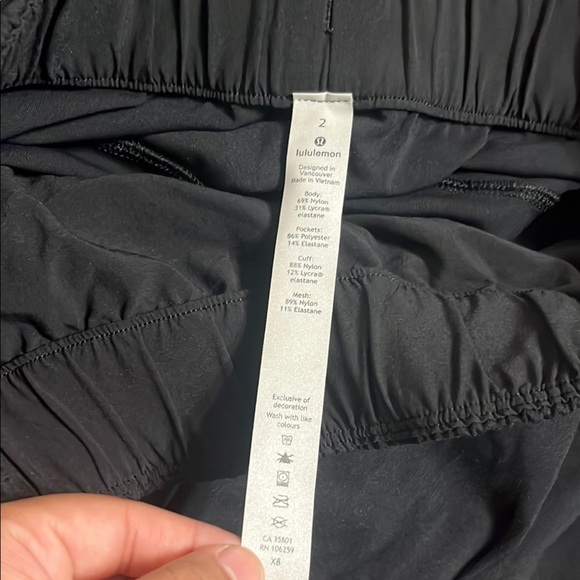 2
lululemon
Designed in
Vancouver
Made in Vietnam
Body:
69% Nylon
31% Lycra®
elastane
Pockets:
86% Polyester
14% Elastane
Cuff:
88% Nylon
12% Lycra®
elastane
Mesh:
89% Nylon
11% Elastane
Exclusive of
decoration
Wash with like
colours
CA 35801
RN 106259
X8